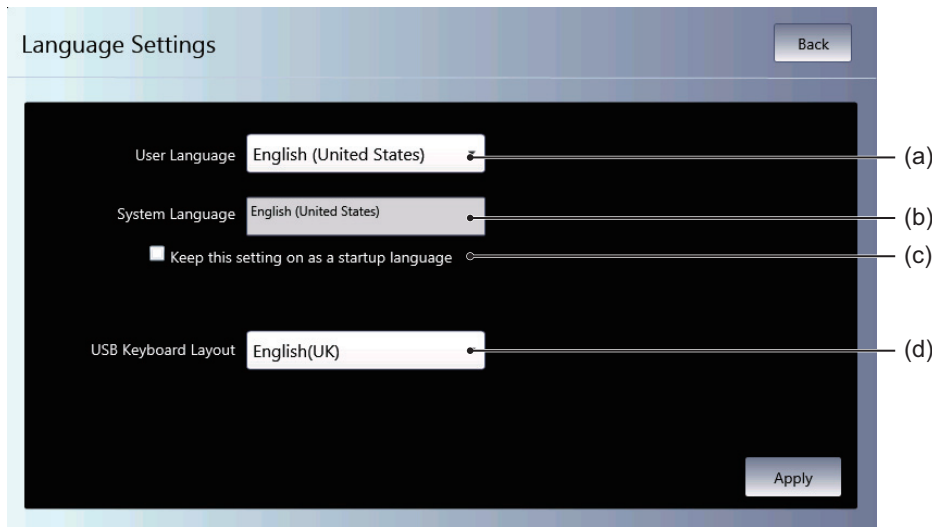 Language Settings
Back
User Language English (United States) (a)
System Language English (United States) (b)
Keep this setting on as a startup language (c)
USB Keyboard Layout English(UK) (d)
Apply